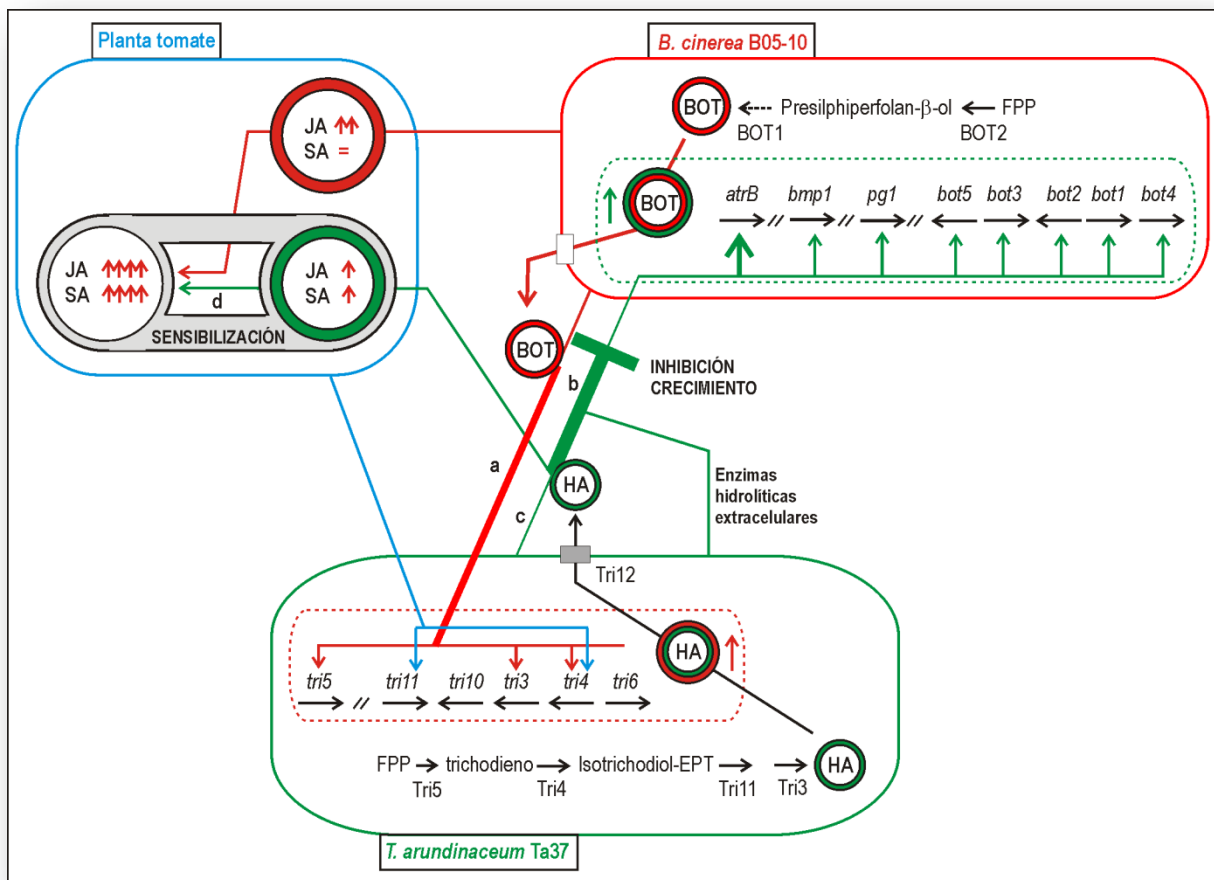 Planta tomate
B. cinerea B05-10
JA
SA =
JA
SA
d
JA
SA
SENSIBILIZACIÓN
BOT
Presilphiperfolan-β-ol
FPP
BOT1
BOT2
BOT
atrB // bmp1 // pg1 // bot5 bot3 bot2 bot1 bot4
BOT
b
INHIBICIÓN
CRECIMIENTO
a
HA
c
Enzimas
hidrolíticas
extracelulares
Tri12
HA
tri5 // tri11 tri10 tri3 tri4 tri6
FPP trichodieno Isotrichodiol-EPT
Tri5 Tri4 Tri11 Tri3
HA
T. arundinaceum Ta37